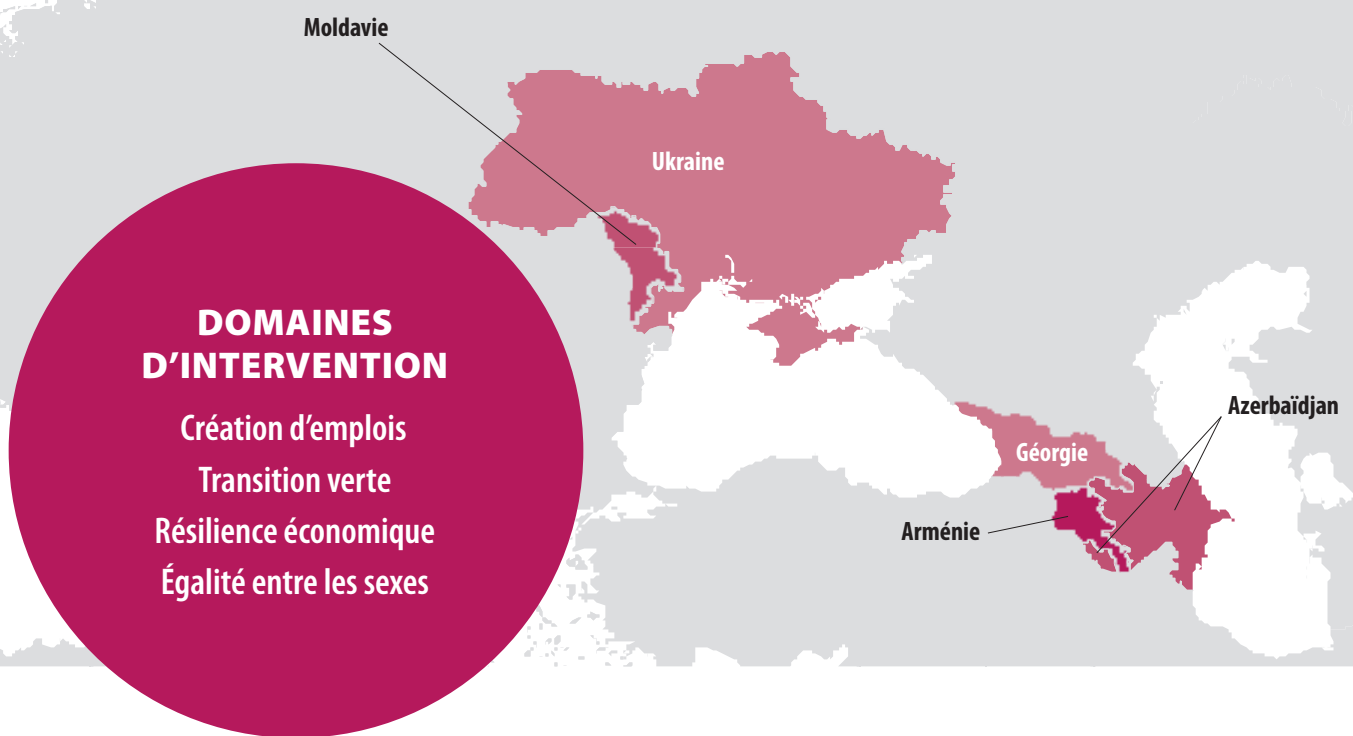 Moldavie
Ukraine
DOMAINES
D'INTERVENTION
Création d'emplois
Transition verte
Résilience économique
Égalité entre les sexes
Azerbaïdjan
Géorgie
Arménie